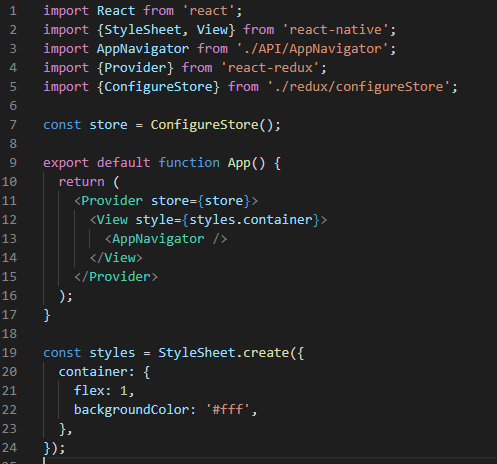 1 import React from 'react';
2 import {StyleSheet, View} from 'react-native';
3 import AppNavigator from './API/AppNavigator';
4 import {Provider} from 'react-redux';
5 import {ConfigureStore} from './redux/configureStore';
6
7 const store = ConfigureStore();
8
9 export default function App() {
10   return (
11     <Provider store={store}>
12       <View style={styles.container}>
13         <AppNavigator />
14       </View>
15     </Provider>
16   );
17 }
18
19 const styles = StyleSheet.create({
20   container: {
21     flex: 1,
22     backgroundColor: '#fff',
23   },
24 });
25